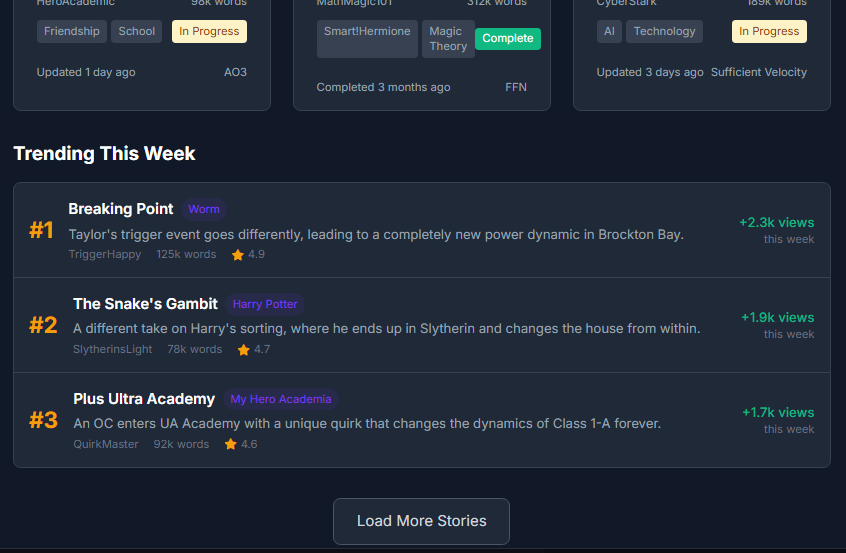 HeroAcademic 98k words
MathMagic101 312k words
CyberStark 189k words
Friendship School In Progress
Smart!Hermione Magic Theory Complete
AI Technology In Progress
Updated 1 day ago AO3
Completed 3 months ago FFN
Updated 3 days ago Sufficient Velocity
Trending This Week
#1
Breaking Point Worm
Taylor's trigger event goes differently, leading to a completely new power dynamic in Brockton Bay.
TriggerHappy 125k words 4.9
+2.3k views
this week
#2
The Snake's Gambit Harry Potter
A different take on Harry's sorting, where he ends up in Slytherin and changes the house from within.
SlytherinsLight 78k words 4.7
+1.9k views
this week
#3
Plus Ultra Academy My Hero Academia
An OC enters UA Academy with a unique quirk that changes the dynamics of Class 1-A forever.
QuirkMaster 92k words 4.6
+1.7k views
this week
Load More Stories